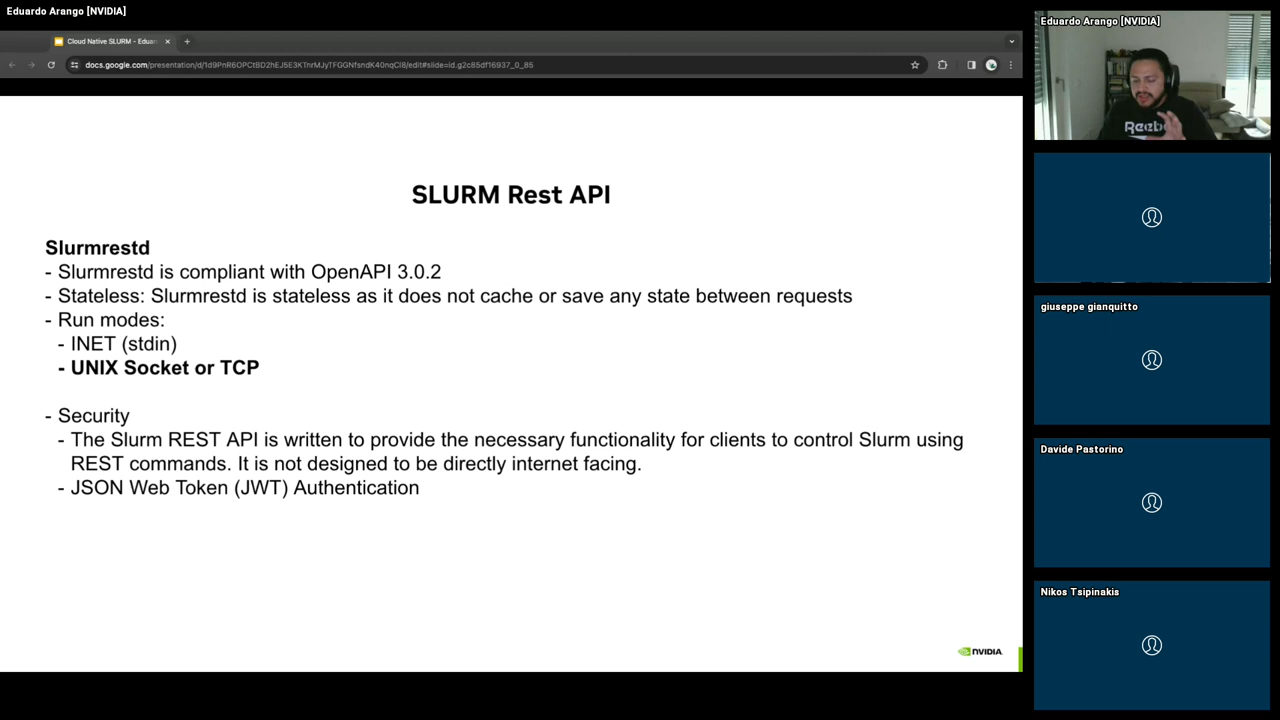 Eduardo Arango [NVIDIA]
Cloud Native SLURM - Eduar
docs.google.com/presentation/d/1d9PnR6OPCtBD2hEJ5E3KThrMJyTFGGNfsndK40nqCI8/edit#slide=id.g2c85df16937_0_85
SLURM Rest API
Slurmrestd
- Slurmrestd is compliant with OpenAPI 3.0.2
- Stateless: Slurmrestd is stateless as it does not cache or save any state between requests
- Run modes:
- INET (stdin)
- UNIX Socket or TCP
- Security
- The Slurm REST API is written to provide the necessary functionality for clients to control Slurm using
REST commands. It is not designed to be directly internet facing.
- JSON Web Token (JWT) Authentication
NVIDIA.
Eduardo Arango [NVIDIA]
Reebo
giuseppe gianquitto
Davide Pastorino
Nikos Tsipinakis